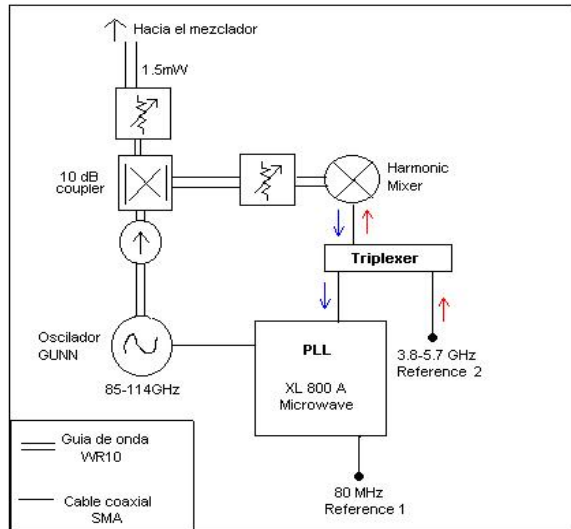 Hacia el mezclador
1.5mW
10 dB
coupler
Harmonic
Mixer
Triplexer
Oscilador
GUNN
85-114GHz
PLL
XL 800 A
Microwave
3.8-5.7 GHz
Reference 2
80 MHz
Reference 1
Guia de onda
WR10
Cable coaxial
SMA